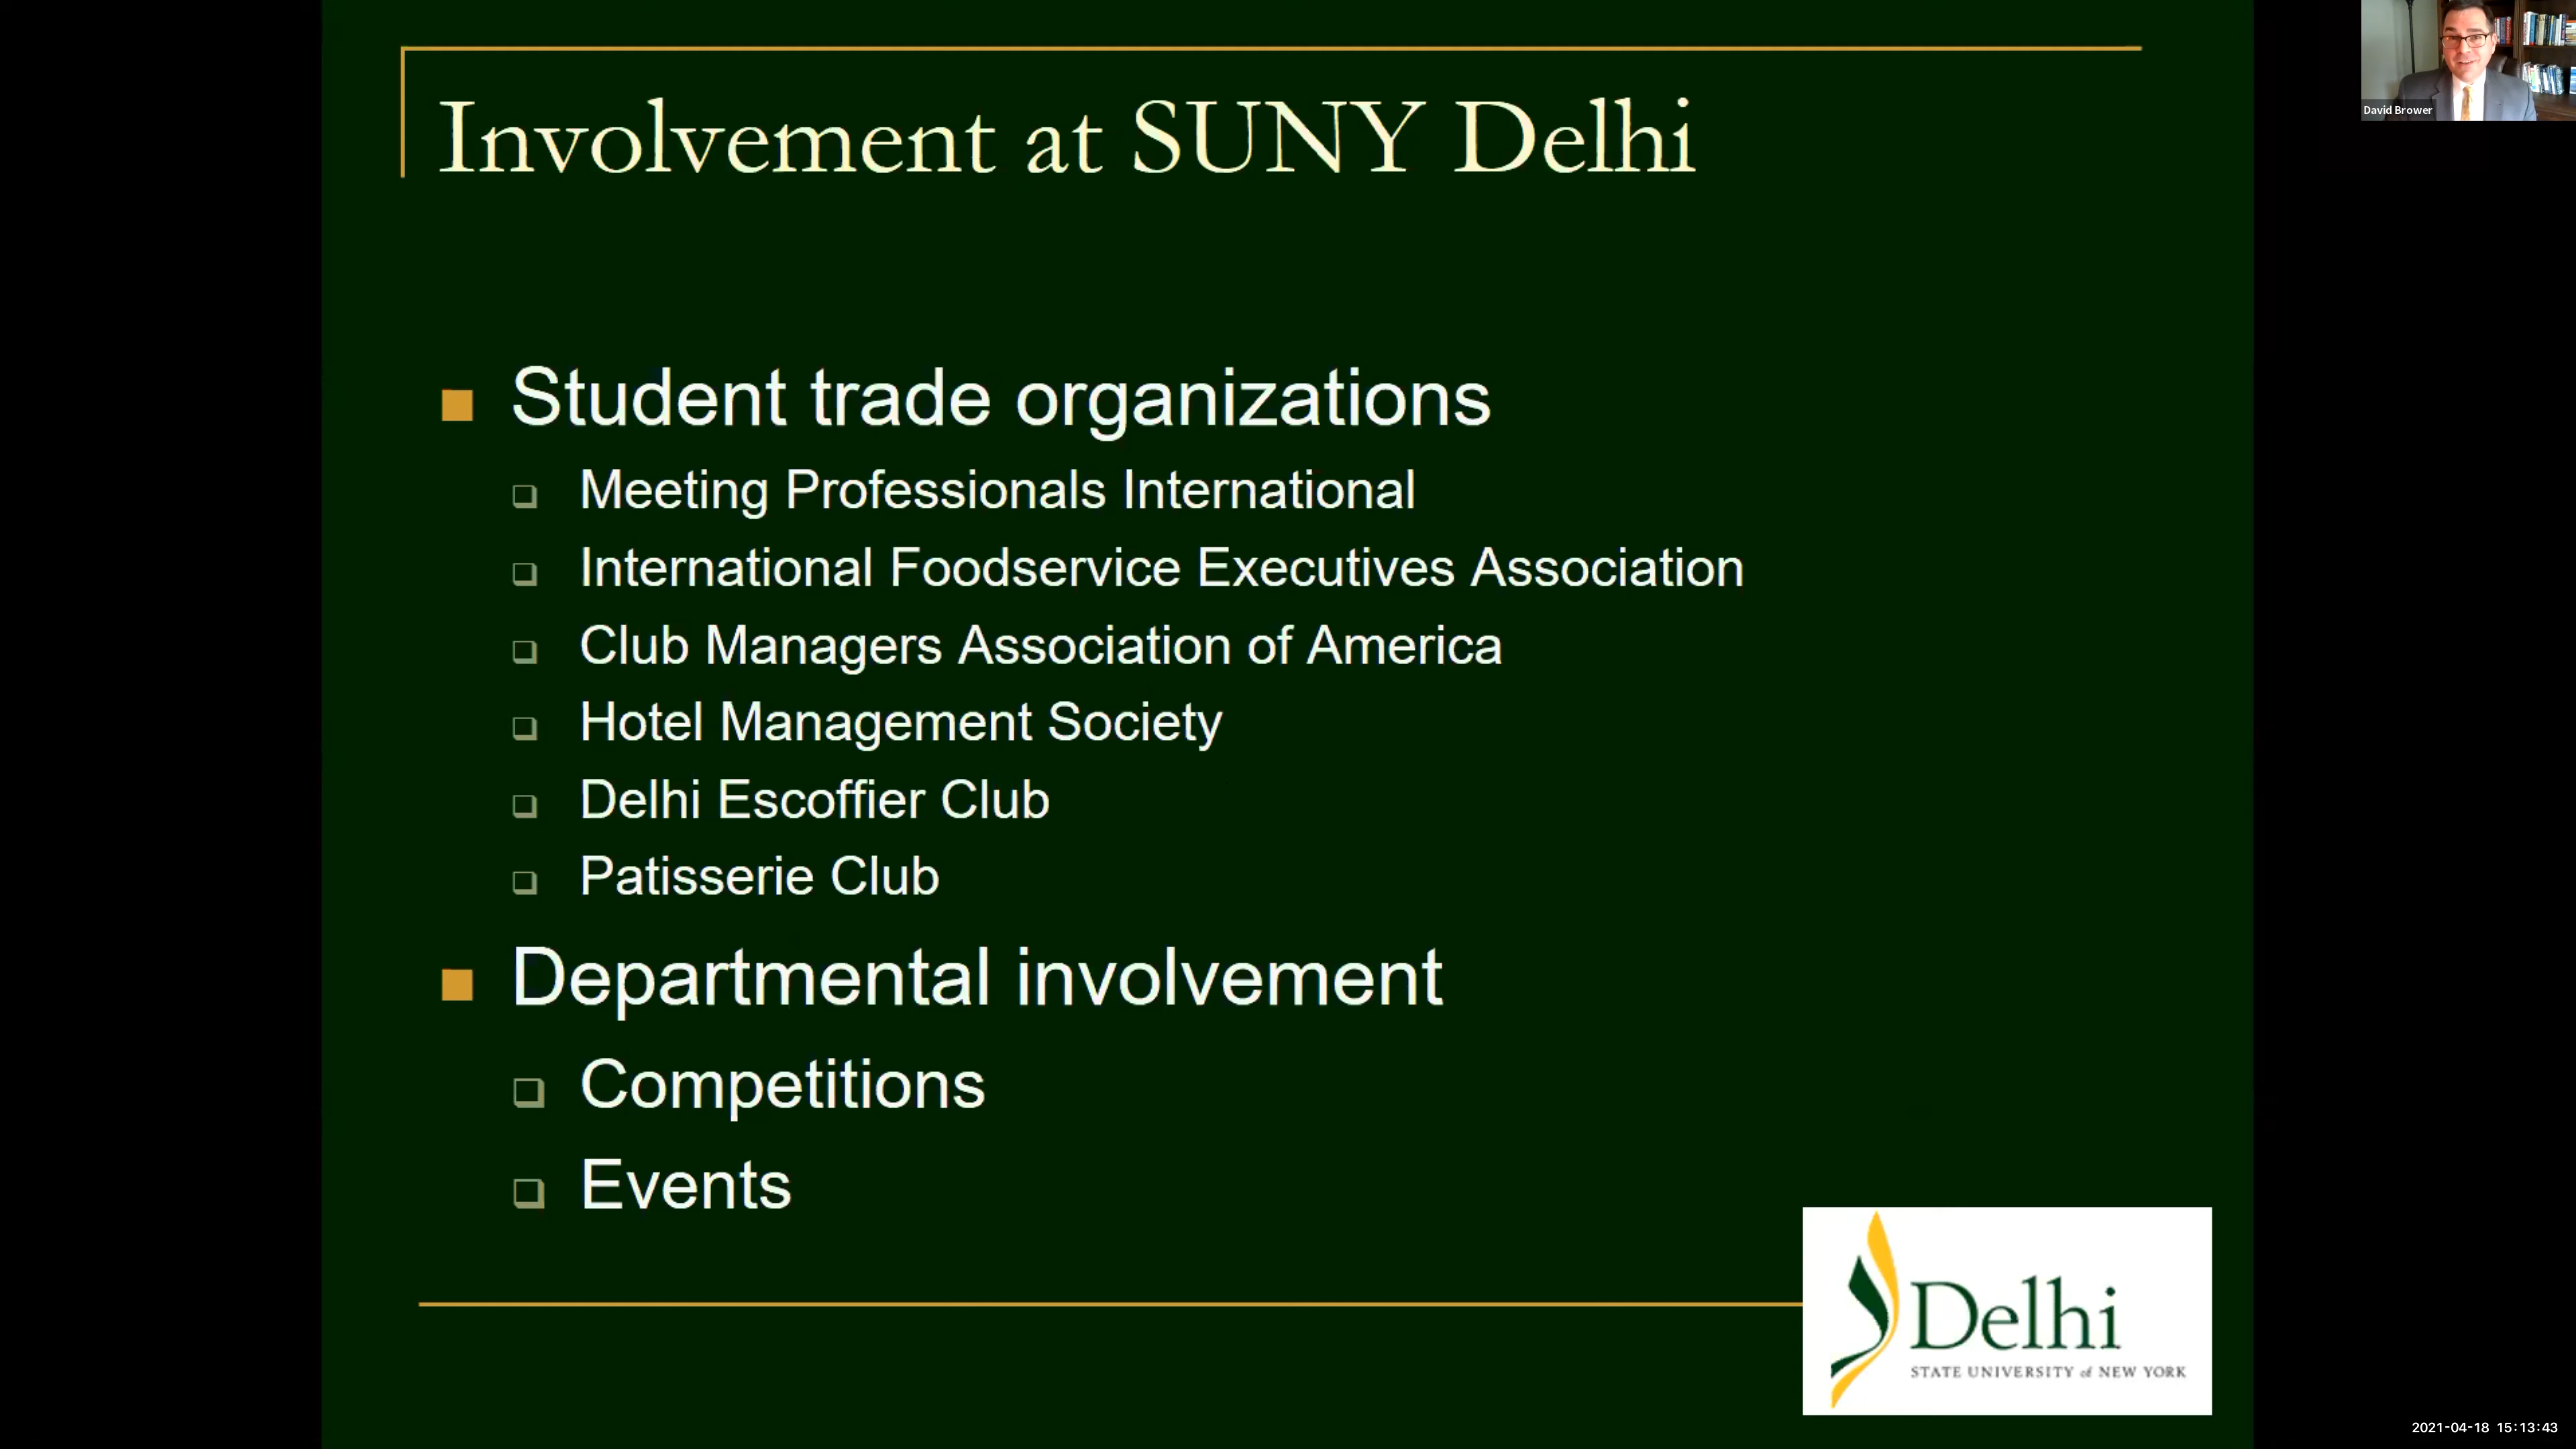 Involvement at SUNY Delhi
David Brower
Student trade organizations
Meeting Professionals International
International Foodservice Executives Association
Club Managers Association of America
Hotel Management Society
Delhi Escoffier Club
Patisserie Club
Departmental involvement
Competitions
Events
Delhi
STATE UNIVERSITY of NEW YORK
2021-04-18 15:13:43